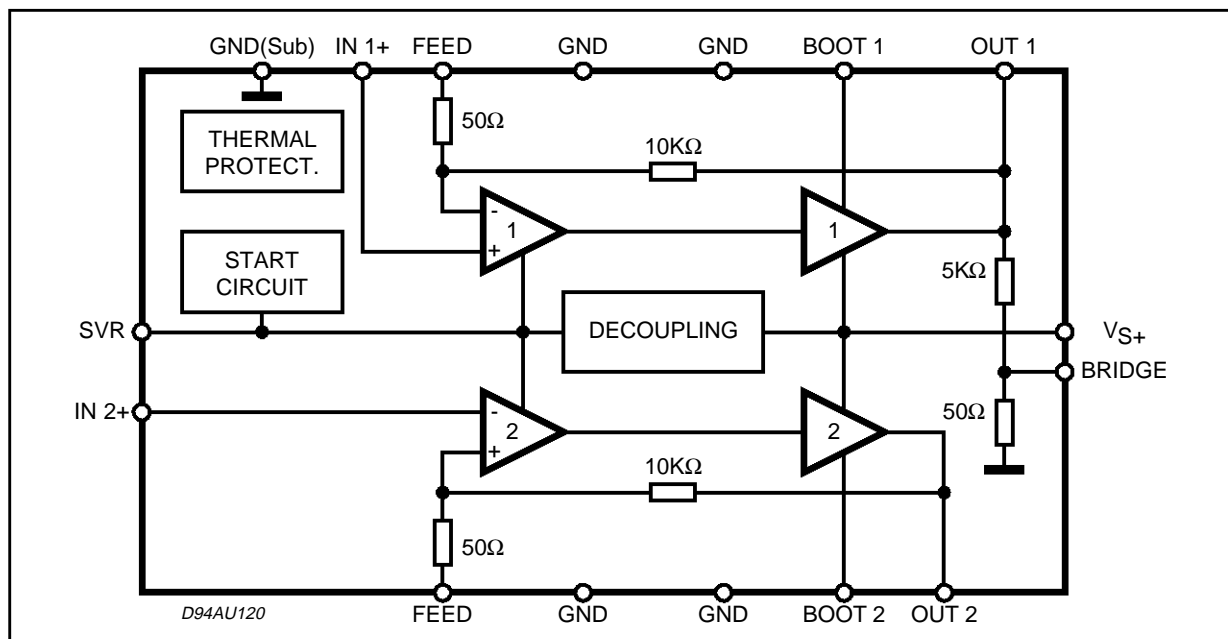 GND(Sub) IN 1+ FEED GND GND BOOT 1 OUT 1
50Ω
THERMAL
PROTECT.
10KΩ
-
1
+
1
START
CIRCUIT
5KΩ
SVR
DECOUPLING
VS+
BRIDGE
IN 2+
-
2
+
2
50Ω
10KΩ
50Ω
D94AU120
FEED GND GND BOOT 2 OUT 2